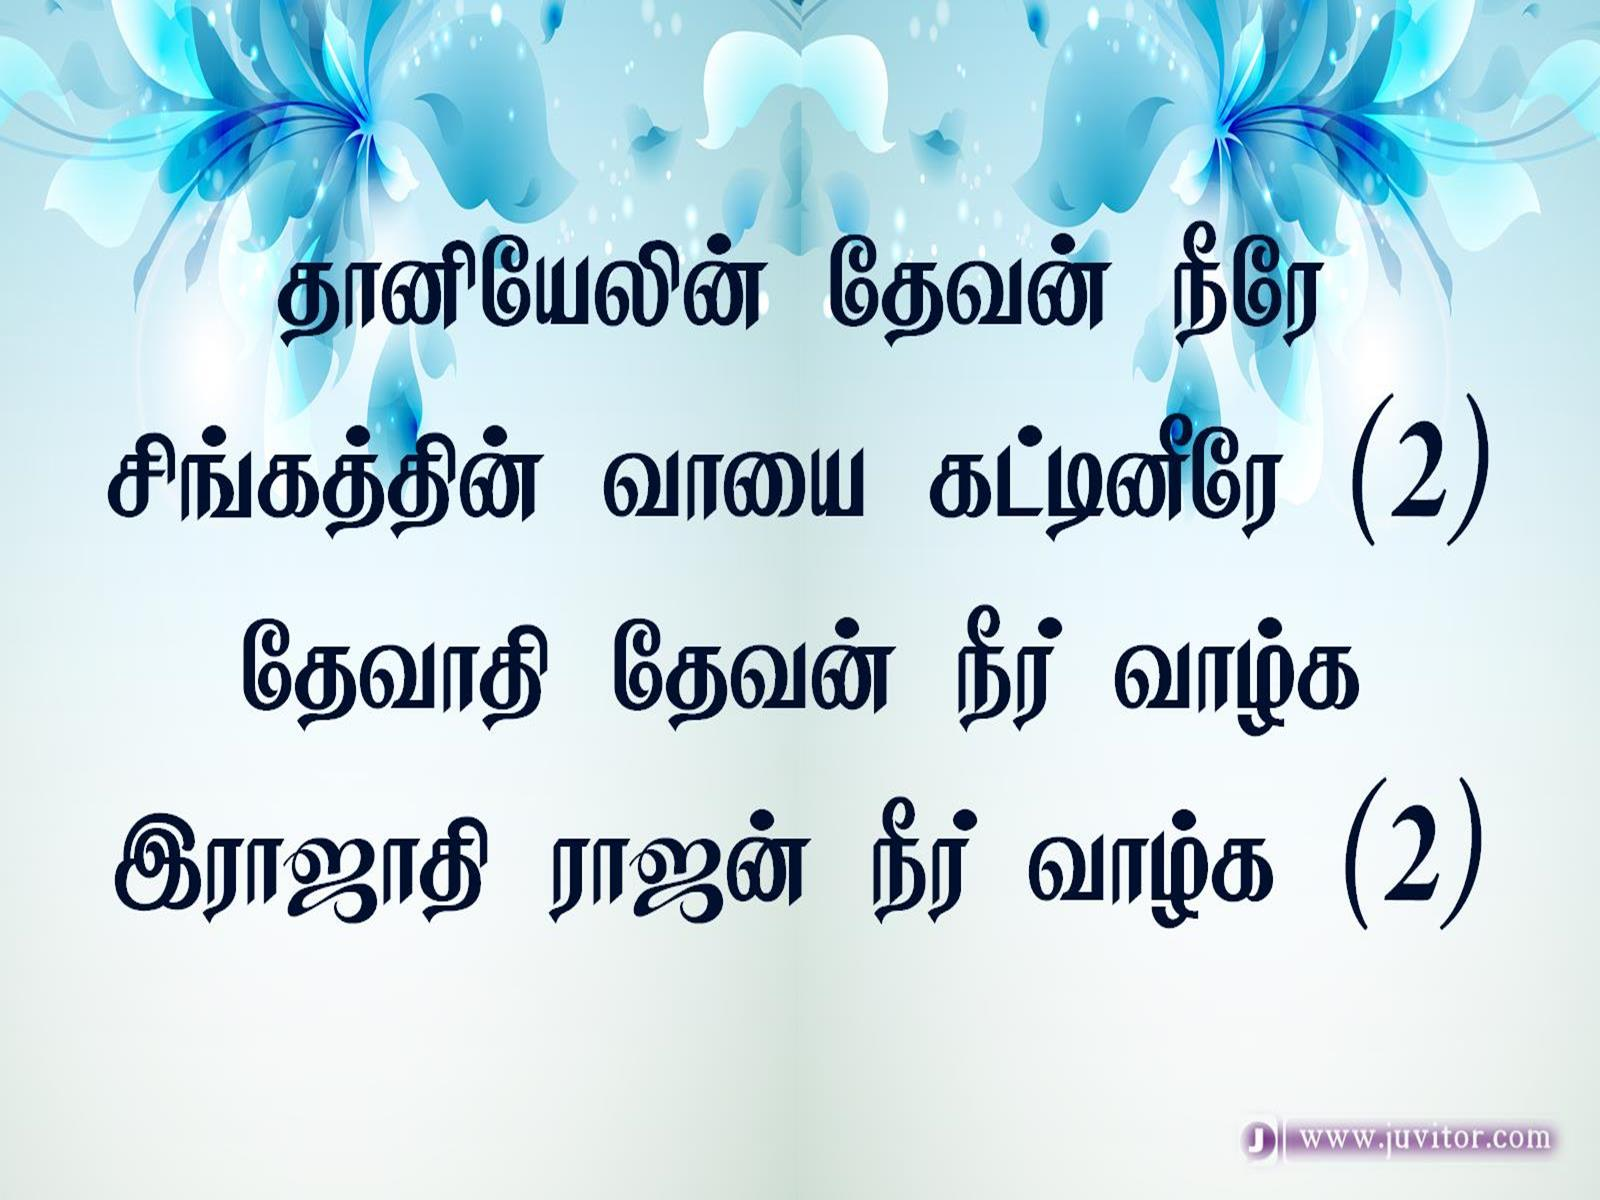 தானியேலின் தேவன் நீரே
சிங்கத்தின் வாயை கட்டினீரே (2)
தேவாதி தேவன் நீர் வாழ்க
இராஜாதி ராஜன் நீர் வாழ்க (2)
J www.juvitor.com